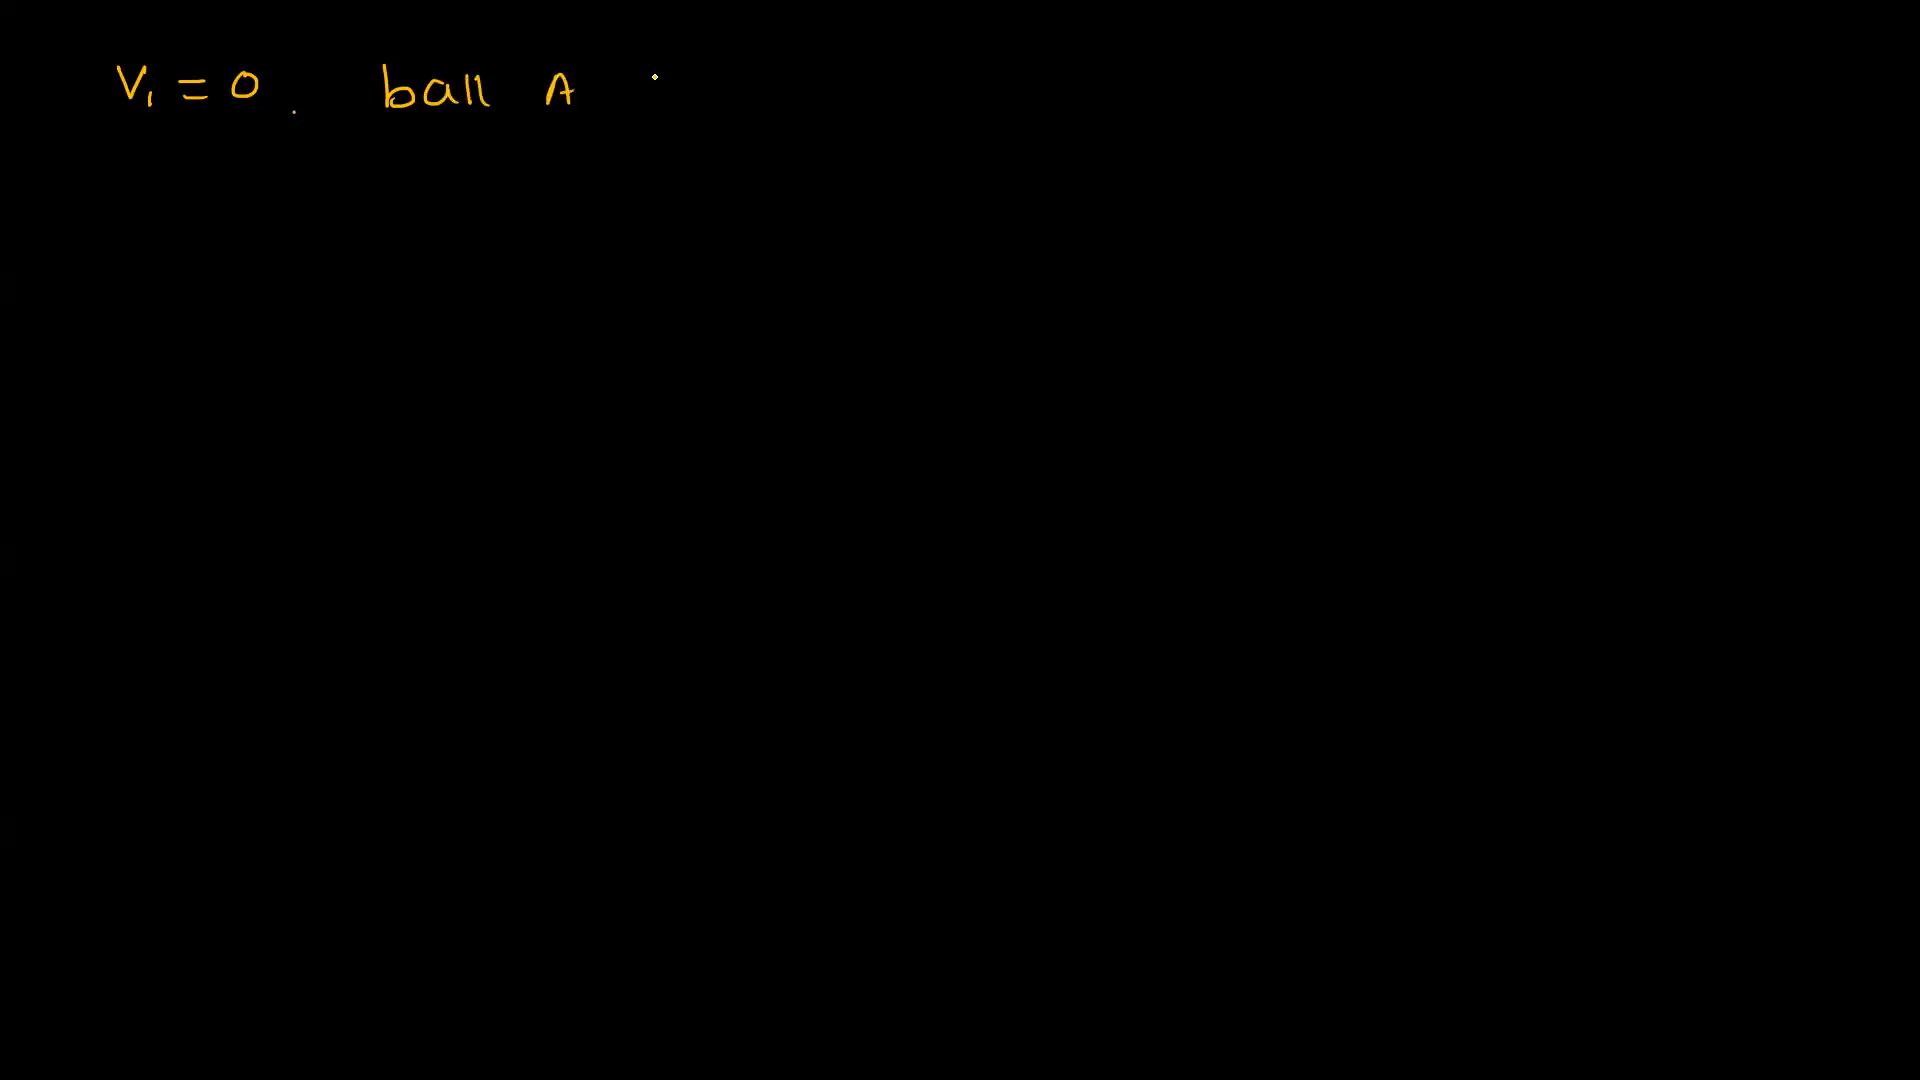 V₁ = 0 . ball A